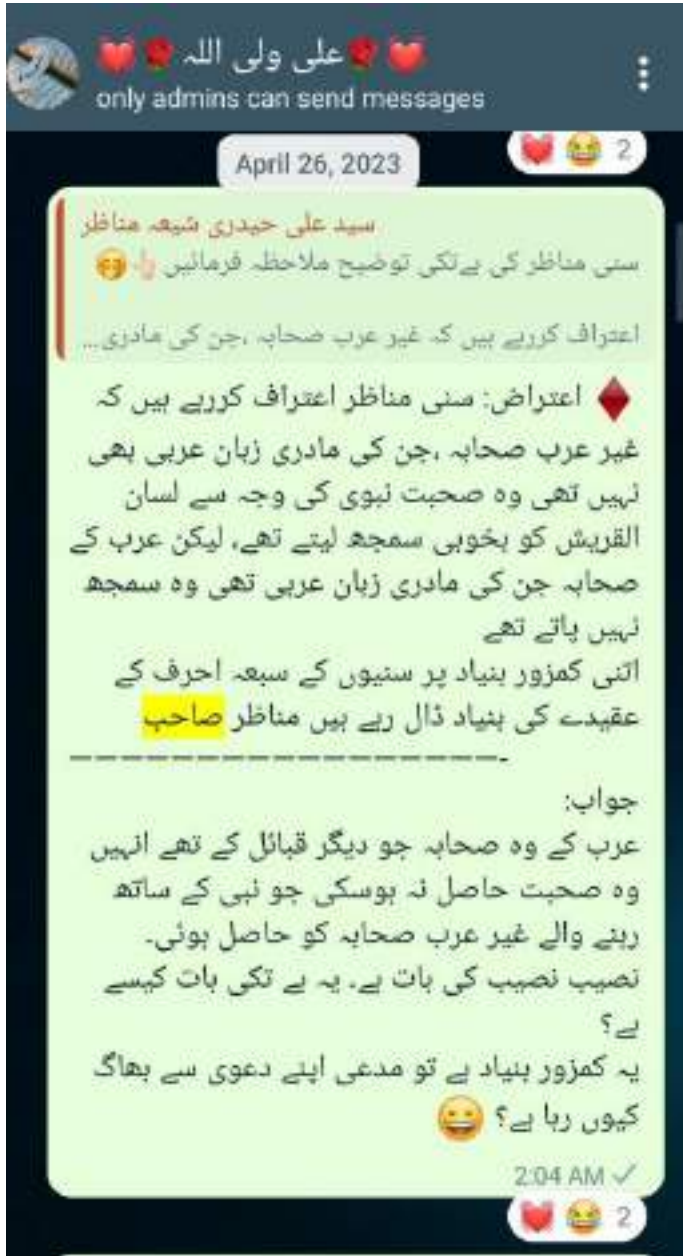 💓🌹علی ولی اللہ 🌹💓
only admins can send messages
2
April 26, 2023
سید علی حیدری شیعہ مناظر
سنی مناظر کی بےتکی توضیح ملاحظہ فرمائیں 👆🏻🤭
اعتراف کررہے ہیں کہ غیر عرب صحابہ ,جن کی مادری...
♦️ اعتراض: سنی مناظر اعتراف کررہے ہیں کہ
غیر عرب صحابہ ,جن کی مادری زبان عربی بھی
نہیں تھی وہ صحبت نبوی کی وجہ سے لسان
القریش کو بخوبی سمجھ لیتے تھے، لیکن عرب کے
صحابہ جن کی مادری زبان عربی تھی وہ سمجھ
نہیں پاتے تھے
اتنی کمزور بنیاد پر سنیوں کے سبعہ احرف کے
عقیدے کی بنیاد ڈال رہے ہیں مناظر صاحب
ـــــــــــــــــــــــــــــــــــــ-
جواب:
عرب کے وہ صحابہ جو دیگر قبائل کے تھے انہیں
وہ صحبت حاصل نہ ہوسکی جو نبی کے ساتھ
رہنے والے غیر عرب صحابہ کو حاصل ہوئی۔
نصیب نصیب کی بات ہے۔ یہ بے تکی بات کیسے
ہے؟
یہ کمزور بنیاد ہے تو مدعی اپنے دعوی سے بھاگ
کیوں رہا ہے؟ 😀
2:04 AM ✓
2